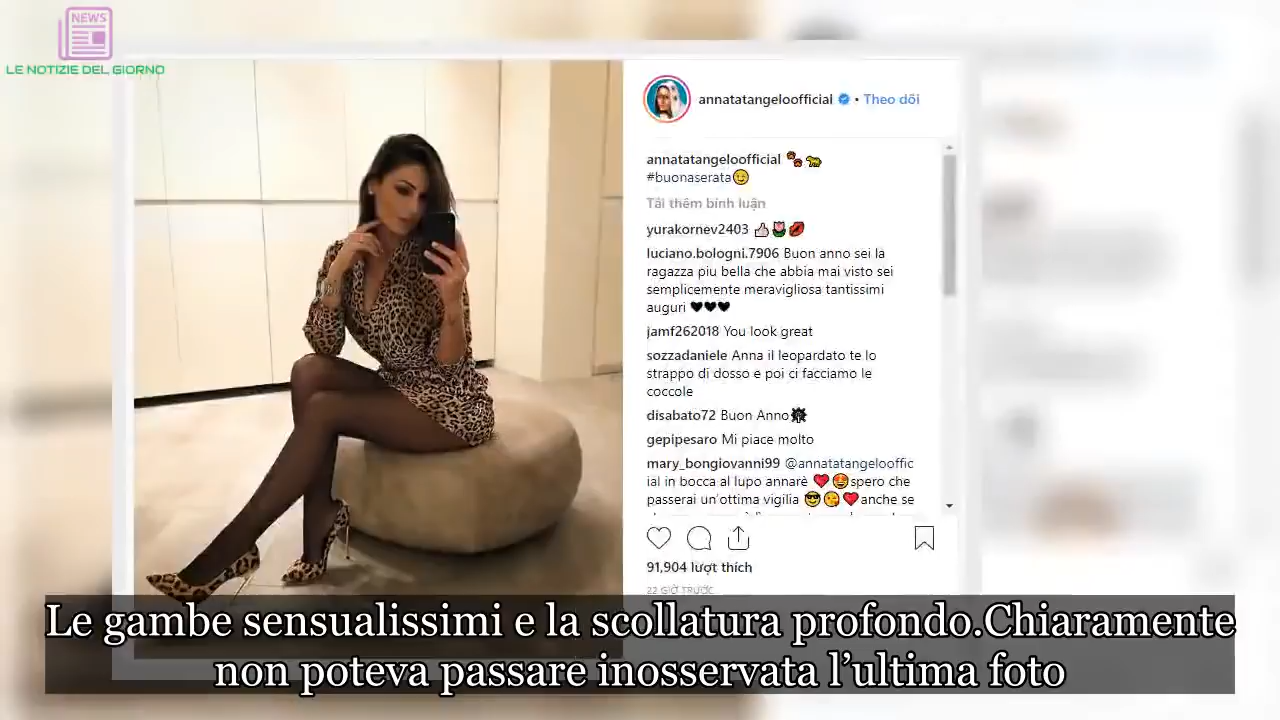 NEWS
LE NOTIZIE DEL GIORNO
annatatangeloofficial • Theo dõi
annatatangeloofficial
#buonaserata
Tải thêm bình luận
yurakornev2403
luciano.bologni.7906 Buon anno sei la
ragazza piu bella che abbia mai visto sei
semplicemente meravigliosa tantissimi
auguri
jamf262018 You look great
sozzadaniele Anna il leopardato te lo
strappo di dosso e poi ci facciamo le
coccole
disabato72 Buon Anno
gepipesaro Mi piace molto
mary_bongiovanni99 @annatatangelooffic
ial in bocca al lupo annarè spero che
passerai un'ottima vigilia anche se
91,904 lượt thích
22 GIỜ TRƯỚC
Le gambe sensualissimi e la scollatura profondo.Chiaramente
non poteva passare inosservata l'ultima foto